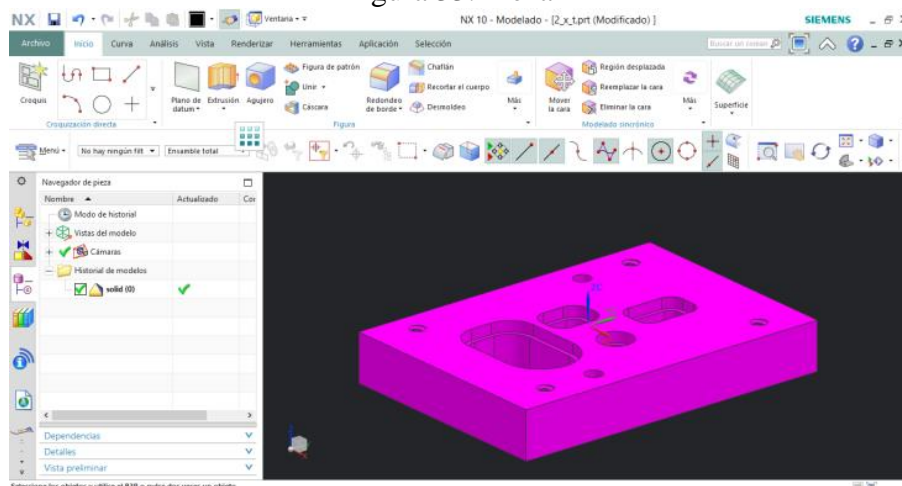 NX Ventana NX 10 - Modelado - [2_x_t.prt (Modificado) ] SIEMENS
Archivo Inicio Curva Análisis Vista Renderizar Herramientas Aplicación Selección
Croquis
Plano de datum
Extrusión
Agujero
Figura de patrón
Unir
Cáscara
Redondeo de borde
Chaflán
Recortar el cuerpo
Desmoldeo
Más
Mover la cara
Región desplazada
Reemplazar la cara
Eliminar la cara
Más
Superficie
Croquización directa Figura Modelado sincrónico
Menú No hay ningún filt Ensamble total
Navegador de pieza
Nombre Actualizado Cor
Modo de historial
Vistas del modelo
Cámaras
Historial de modelos
solid (0)
Dependencias
Detalles
Vista preliminar